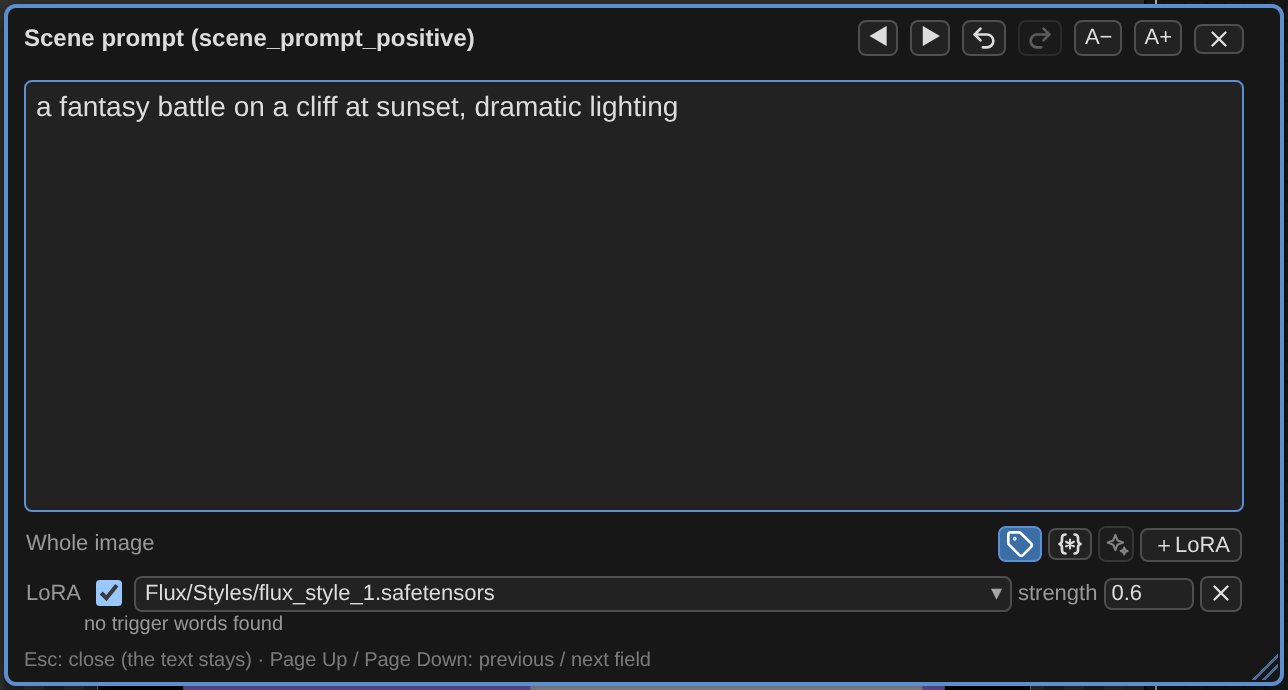 Scene prompt (scene_prompt_positive)
A− A+
a fantasy battle on a cliff at sunset, dramatic lighting
Whole image
{*} +LoRA
LoRA Flux/Styles/flux_style_1.safetensors strength 0.6
no trigger words found
Esc: close (the text stays) · Page Up / Page Down: previous / next field